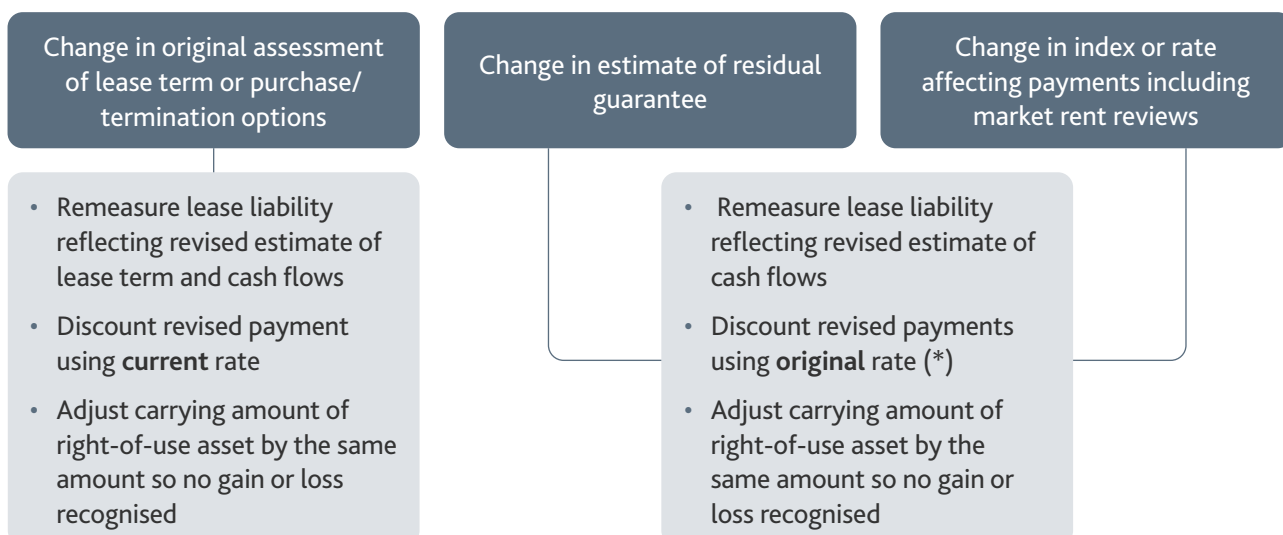 Change in original assessment
of lease term or purchase/
termination options
Change in estimate of residual
guarantee
Change in index or rate
affecting payments including
market rent reviews
• Remeasure lease liability
reflecting revised estimate of
lease term and cash flows
• Discount revised payment
using current rate
• Adjust carrying amount of
right-of-use asset by the same
amount so no gain or loss
recognised
• Remeasure lease liability
reflecting revised estimate of
cash flows
• Discount revised payments
using original rate (*)
• Adjust carrying amount of
right-of-use asset by the
same amount so no gain or
loss recognised